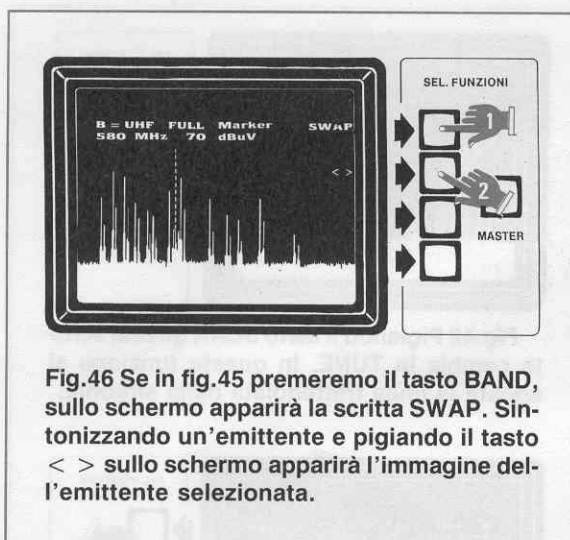 SEL. FUNZIONI
B = UHF FULL Marker SWAP
580 MHz 70 dBuV
< >
1
2
MASTER
Fig.46 Se in fig.45 premeremo il tasto BAND,
sullo schermo apparirà la scritta SWAP. Sin-
tonizzando un'emittente e pigiando il tasto
< > sullo schermo apparirà l'immagine del-
l'emittente selezionata.